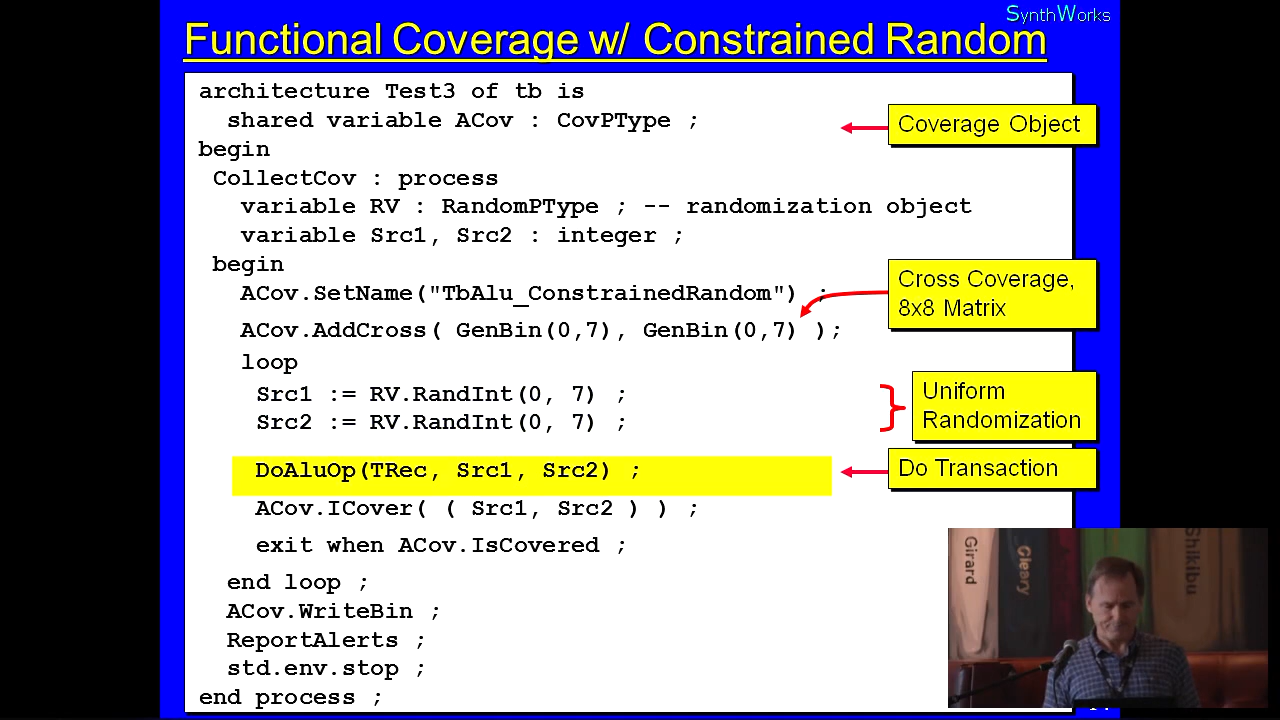 SynthWorks
Functional Coverage w/ Constrained Random
architecture Test3 of tb is
shared variable ACov : CovPType ;
Coverage Object
begin
CollectCov : process
variable RV : RandomPType ; -- randomization object
variable Src1, Src2 : integer ;
begin
ACov.SetName("TbAlu_ConstrainedRandom") ;
Cross Coverage,
8x8 Matrix
ACov.AddCross( GenBin(0,7), GenBin(0,7) );
loop
Src1 := RV.RandInt(0, 7) ;
Src2 := RV.RandInt(0, 7) ;
Uniform
Randomization
DoAluOp(TRec, Src1, Src2) ;
Do Transaction
ACov.ICover( ( Src1, Src2 ) ) ;
exit when ACov.IsCovered ;
end loop ;
ACov.WriteBin ;
ReportAlerts ;
std.env.stop ;
end process ;
Girard
Cleary
Shikibu